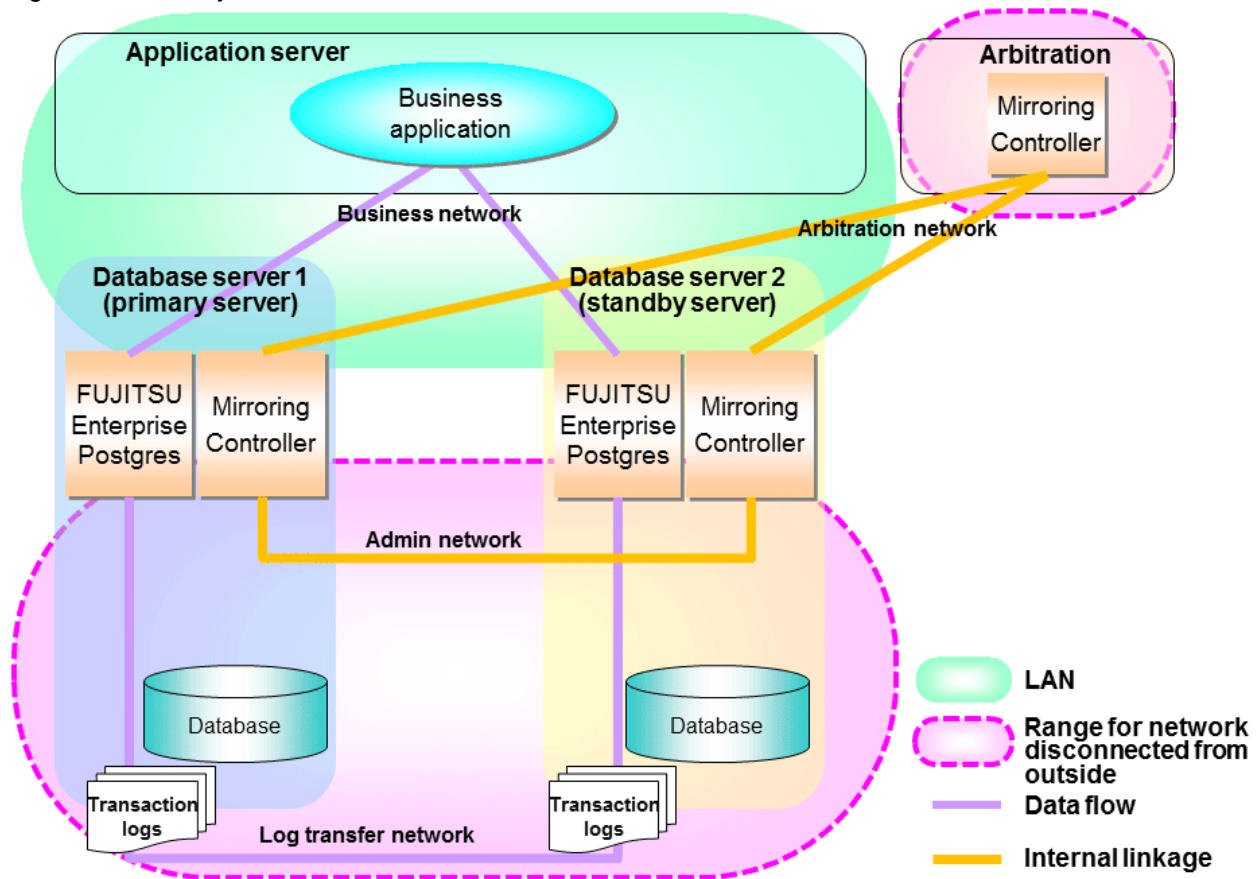 Application server
Business
application
Arbitration
Mirroring
Controller
Business network
Arbitration network
Database server 1
(primary server)
Database server 2
(standby server)
FUJITSU
Enterprise
Postgres
Mirroring
Controller
FUJITSU
Enterprise
Postgres
Mirroring
Controller
Admin network
Database
Database
Transaction
logs
Transaction
logs
Log transfer network
LAN
Range for network
disconnected from
outside
Data flow
Internal linkage